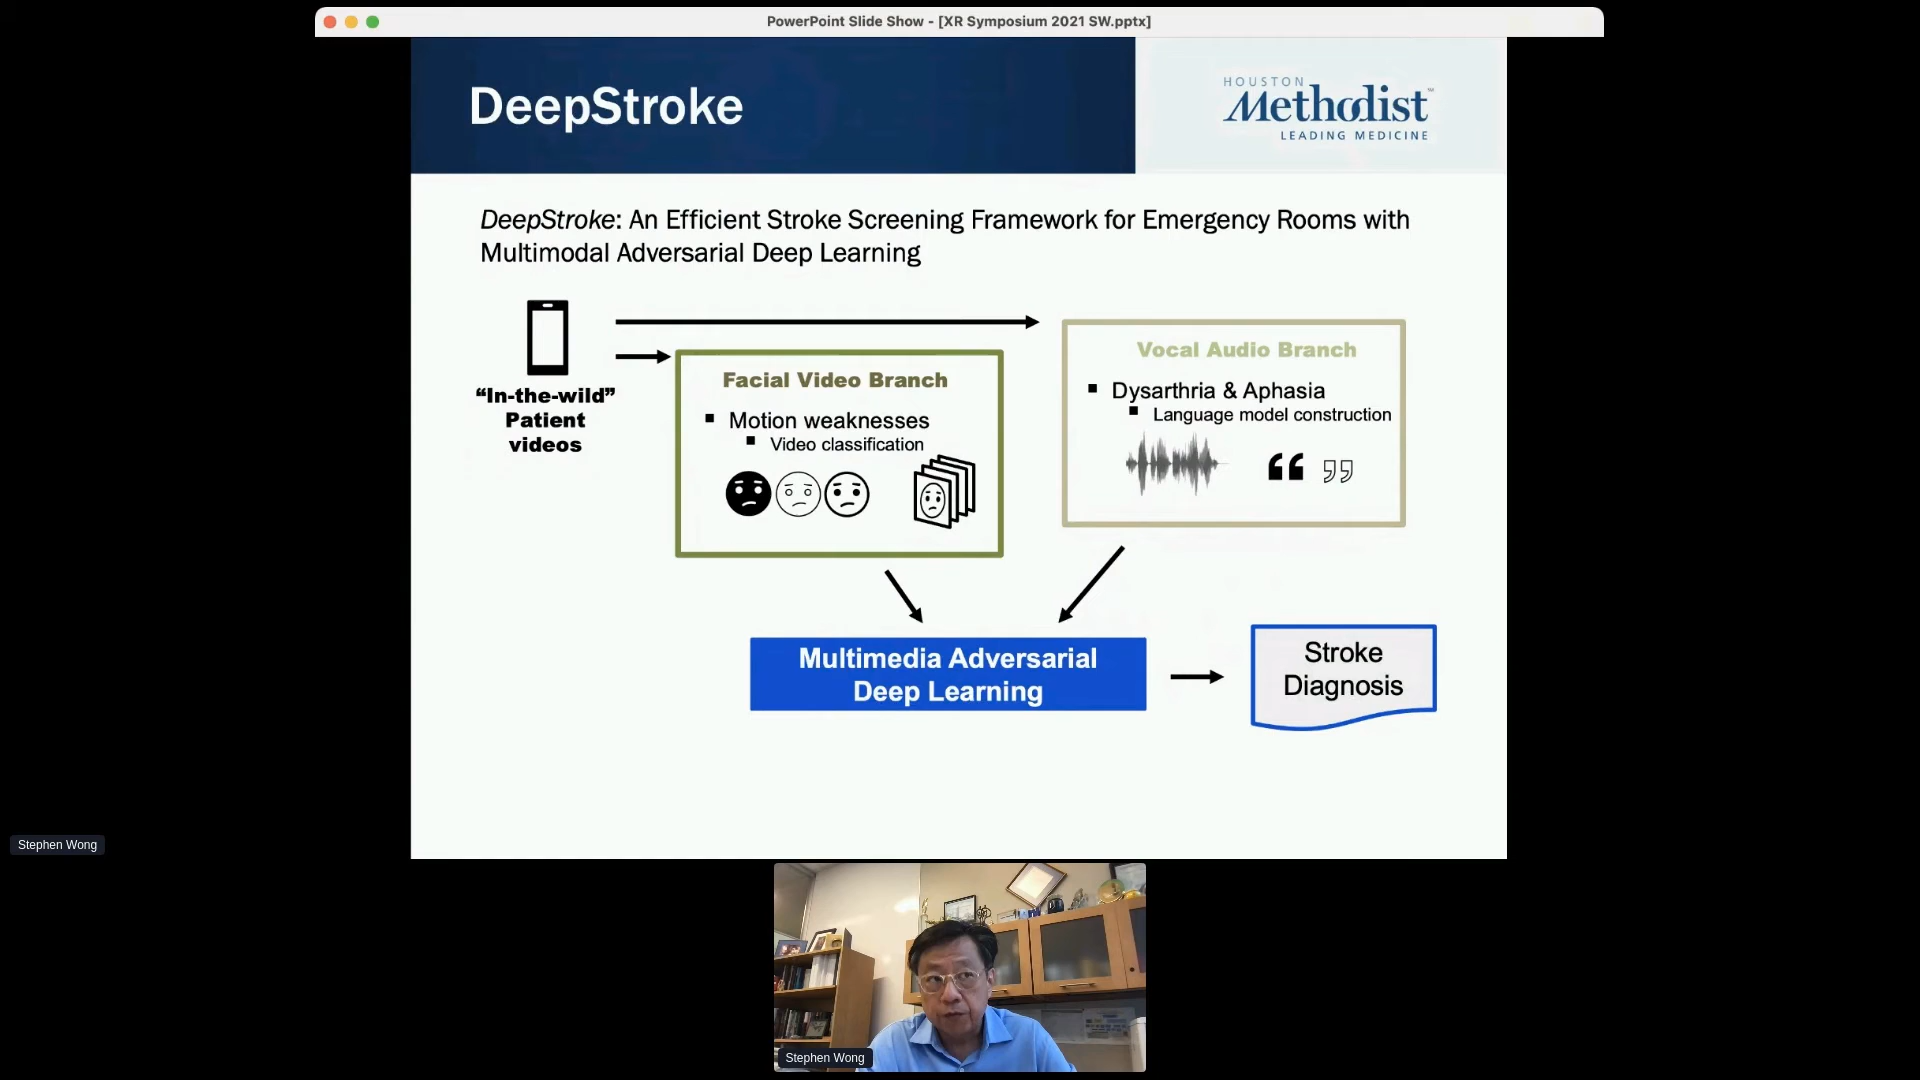 PowerPoint Slide Show - [XR Symposium 2021 SW.pptx]
DeepStroke
HOUSTON
Methodist™
LEADING MEDICINE
DeepStroke: An Efficient Stroke Screening Framework for Emergency Rooms with
Multimodal Adversarial Deep Learning
“In-the-wild”
Patient
videos
Facial Video Branch
▪ Motion weaknesses
▪ Video classification
Vocal Audio Branch
▪ Dysarthria & Aphasia
▪ Language model construction
Multimedia Adversarial
Deep Learning
Stroke
Diagnosis
Stephen Wong
Stephen Wong